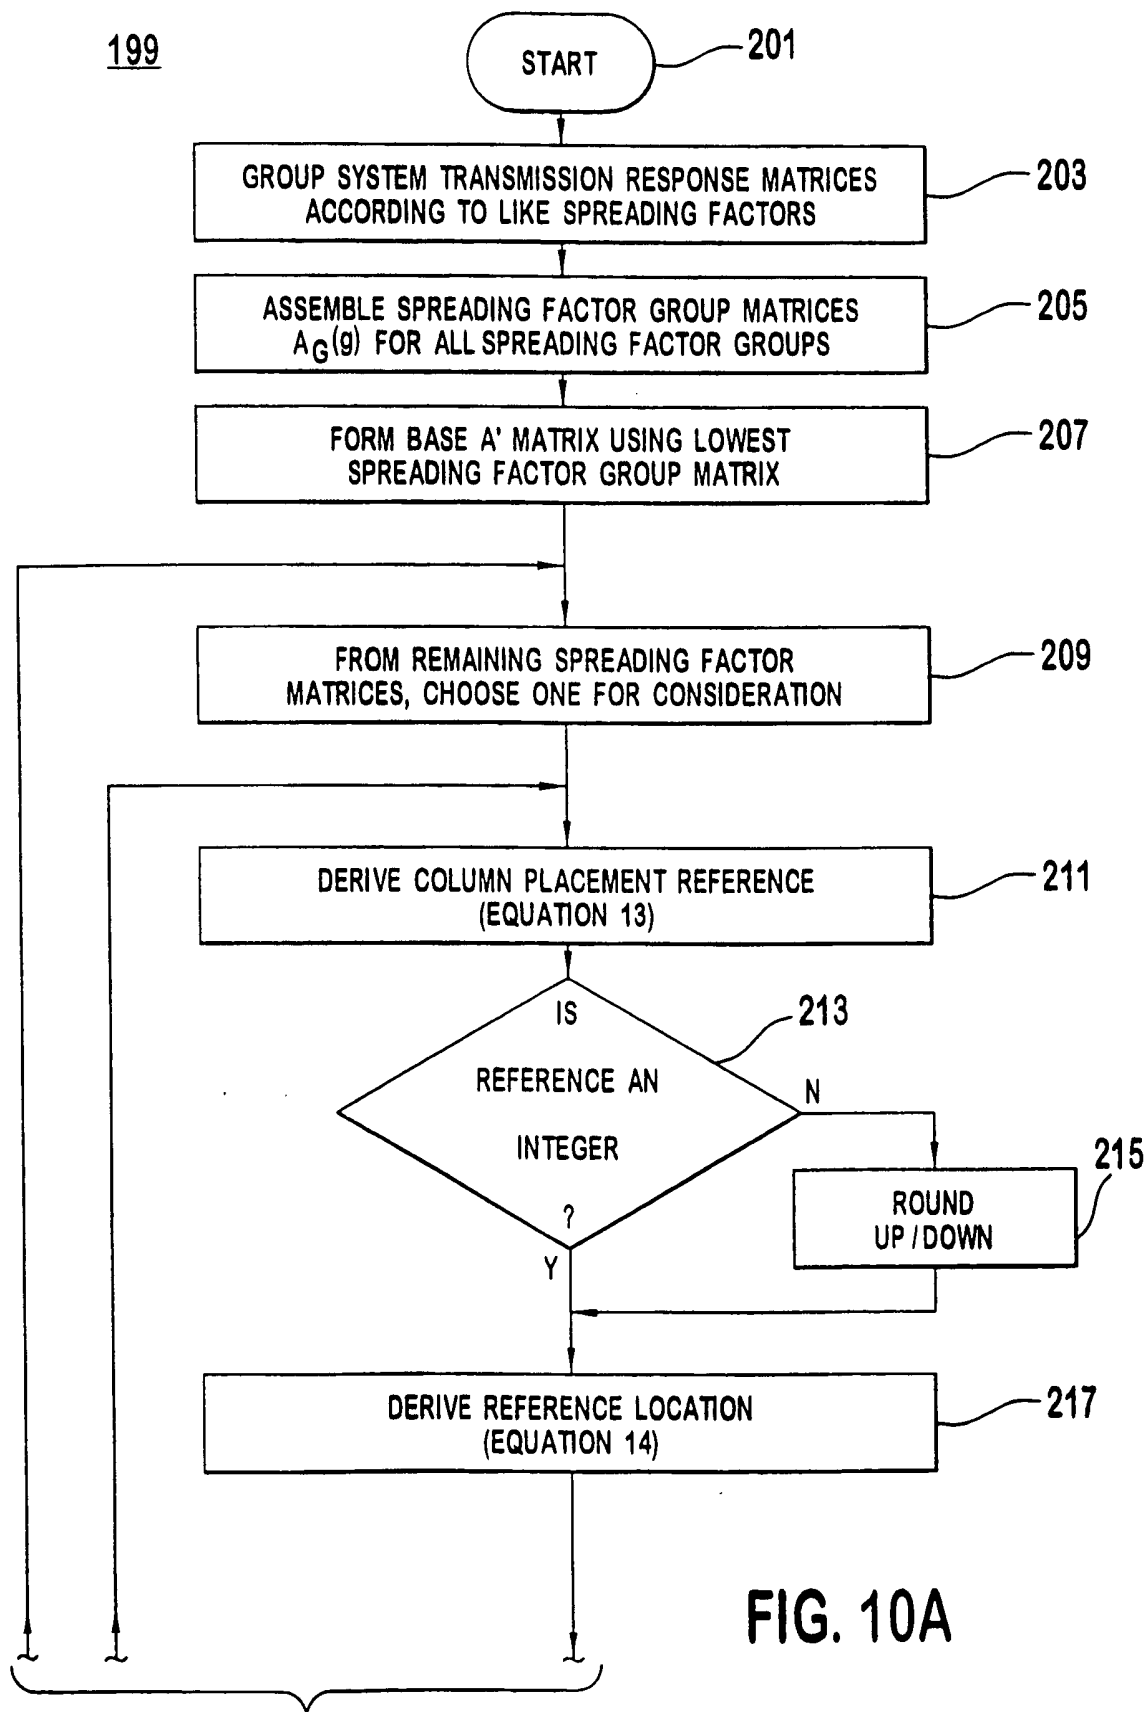 199
START
201
GROUP SYSTEM TRANSMISSION RESPONSE MATRICES
ACCORDING TO LIKE SPREADING FACTORS
203
ASSEMBLE SPREADING FACTOR GROUP MATRICES
AG(g) FOR ALL SPREADING FACTOR GROUPS
205
FORM BASE A' MATRIX USING LOWEST
SPREADING FACTOR GROUP MATRIX
207
FROM REMAINING SPREADING FACTOR
MATRICES, CHOOSE ONE FOR CONSIDERATION
209
DERIVE COLUMN PLACEMENT REFERENCE
(EQUATION 13)
211
IS
REFERENCE AN
INTEGER
?
213
N
Y
ROUND
UP/DOWN
215
DERIVE REFERENCE LOCATION
(EQUATION 14)
217
FIG. 10A